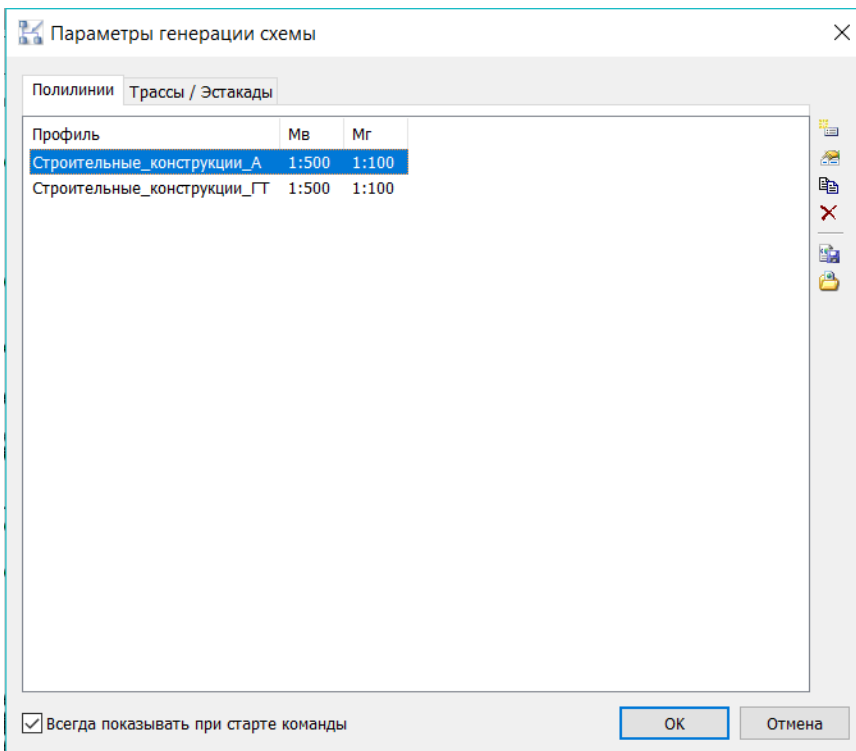 Параметры генерации схемы
Полилинии Трассы / Эстакады
Профиль Мв Мг
Строительные_конструкции_А 1:500 1:100
Строительные_конструкции_ГТ 1:500 1:100
Всегда показывать при старте команды OK Отмена